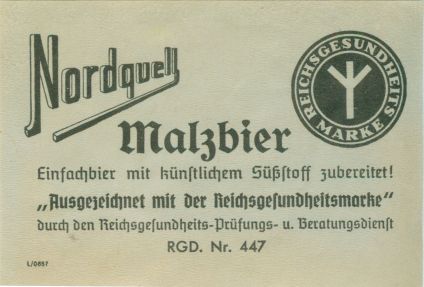 Nordquell
REICHSGESUNDHEITS
MARKE
Malzbier
Einfachbier mit künstlichem Süßstoff zubereitet!
„Ausgezeichnet mit der Reichsgesundheitsmarke"
durch den Reichsgesundheits-Prüfungs- u. Beratungsdienst
RGD. Nr. 447
L/0657